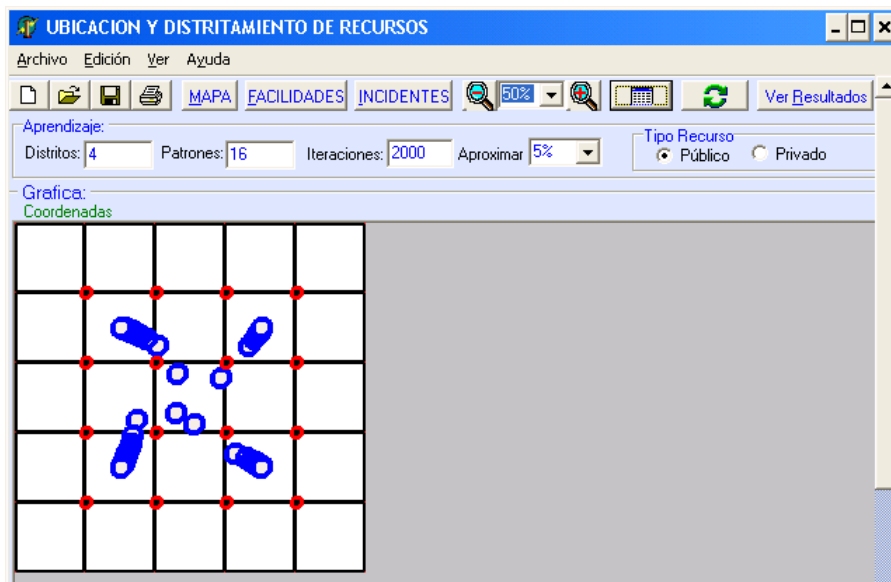 UBICACION Y DISTRITAMIENTO DE RECURSOS
Archivo Edición Ver Ayuda
MAPA FACILIDADES INCIDENTES 50% Ver Resultados
Aprendizaje:
Distritos: 4 Patrones: 16 Iteraciones: 2000 Aproximar 5% Tipo Recurso
Público Privado
Grafica:
Coordenadas